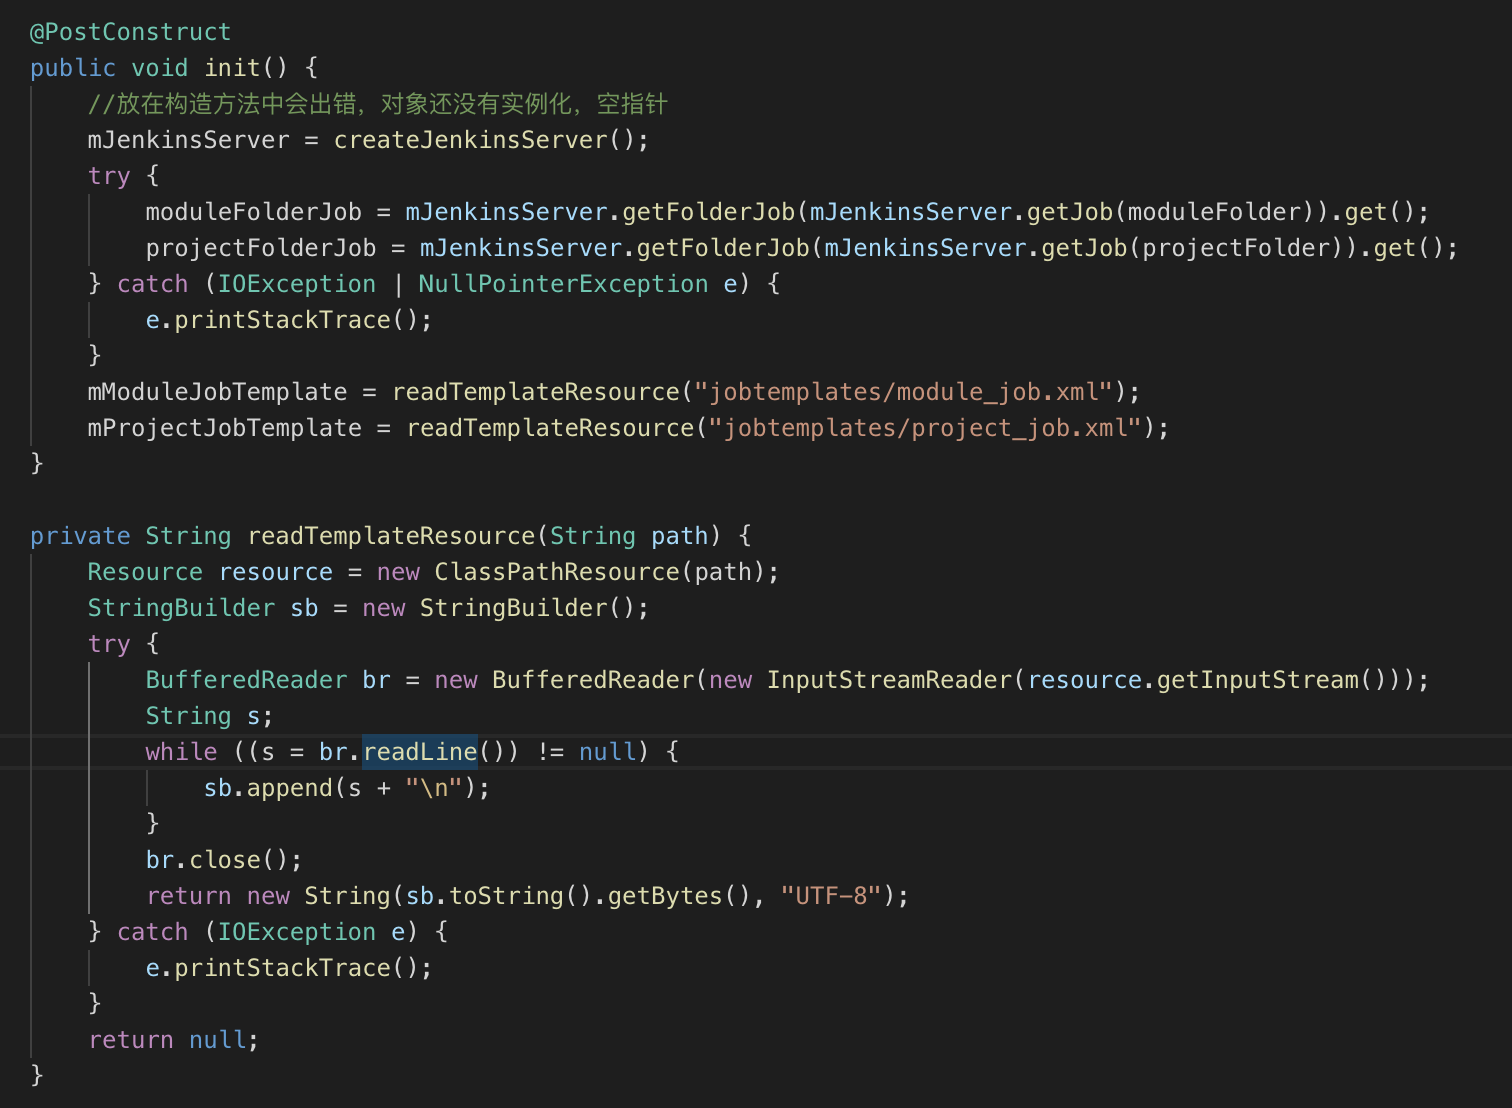 @PostConstruct
public void init() {
    //放在构造方法中会出错，对象还没有实例化，空指针
    mJenkinsServer = createJenkinsServer();
    try {
        moduleFolderJob = mJenkinsServer.getFolderJob(mJenkinsServer.getJob(moduleFolder)).get();
        projectFolderJob = mJenkinsServer.getFolderJob(mJenkinsServer.getJob(projectFolder)).get();
    } catch (IOException | NullPointerException e) {
        e.printStackTrace();
    }
    mModuleJobTemplate = readTemplateResource("jobtemplates/module_job.xml");
    mProjectJobTemplate = readTemplateResource("jobtemplates/project_job.xml");
}

private String readTemplateResource(String path) {
    Resource resource = new ClassPathResource(path);
    StringBuilder sb = new StringBuilder();
    try {
        BufferedReader br = new BufferedReader(new InputStreamReader(resource.getInputStream()));
        String s;
        while ((s = br.readLine()) != null) {
            sb.append(s + "\n");
        }
        br.close();
        return new String(sb.toString().getBytes(), "UTF-8");
    } catch (IOException e) {
        e.printStackTrace();
    }
    return null;
}